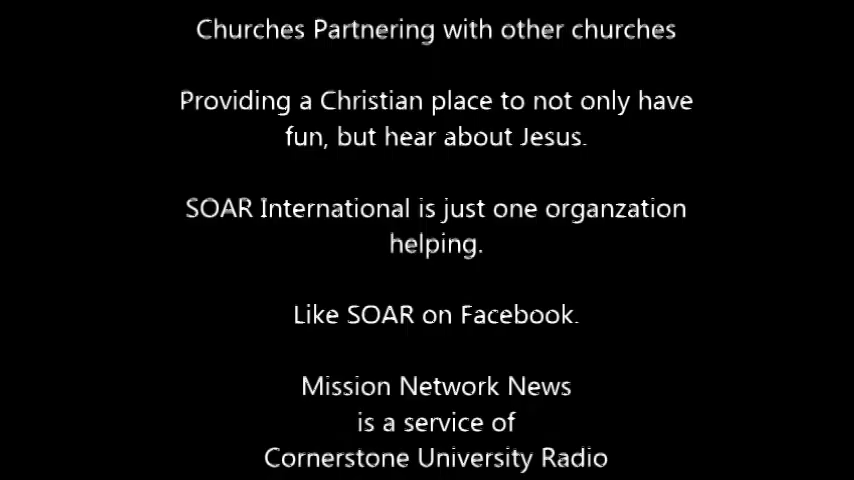 Churches Partnering with other churches
Providing a Christian place to not only have
fun, but hear about Jesus.
SOAR International is just one organzation
helping.
Like SOAR on Facebook.
Mission Network News
is a service of
Cornerstone University Radio